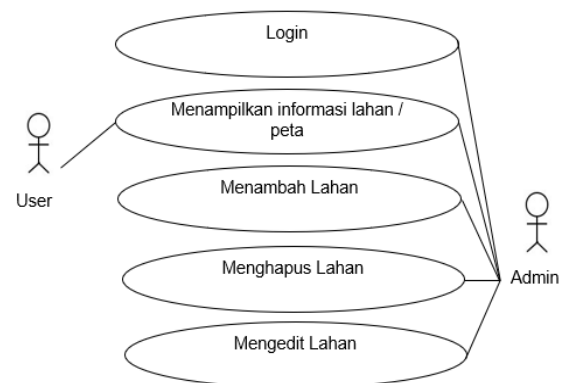 Login
Menampilkan informasi lahan /
peta
User
Menambah Lahan
Menghapus Lahan
Admin
Mengedit Lahan